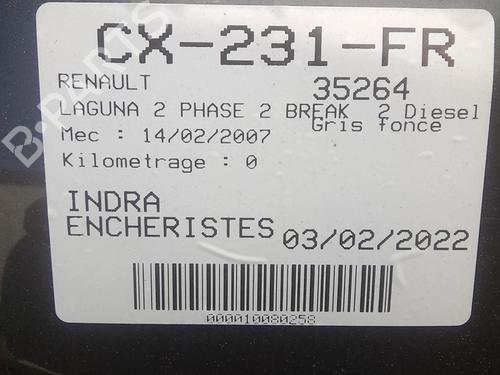 CX-231-FR
RENAULT 35264
LAGUNA 2 PHASE 2 BREAK 2 Diesel
Gris fonce
Mec : 14/02/2007
Kilometrage : 0
INDRA
ENCHERISTES 03/02/2022
000010080258
B-PARTS